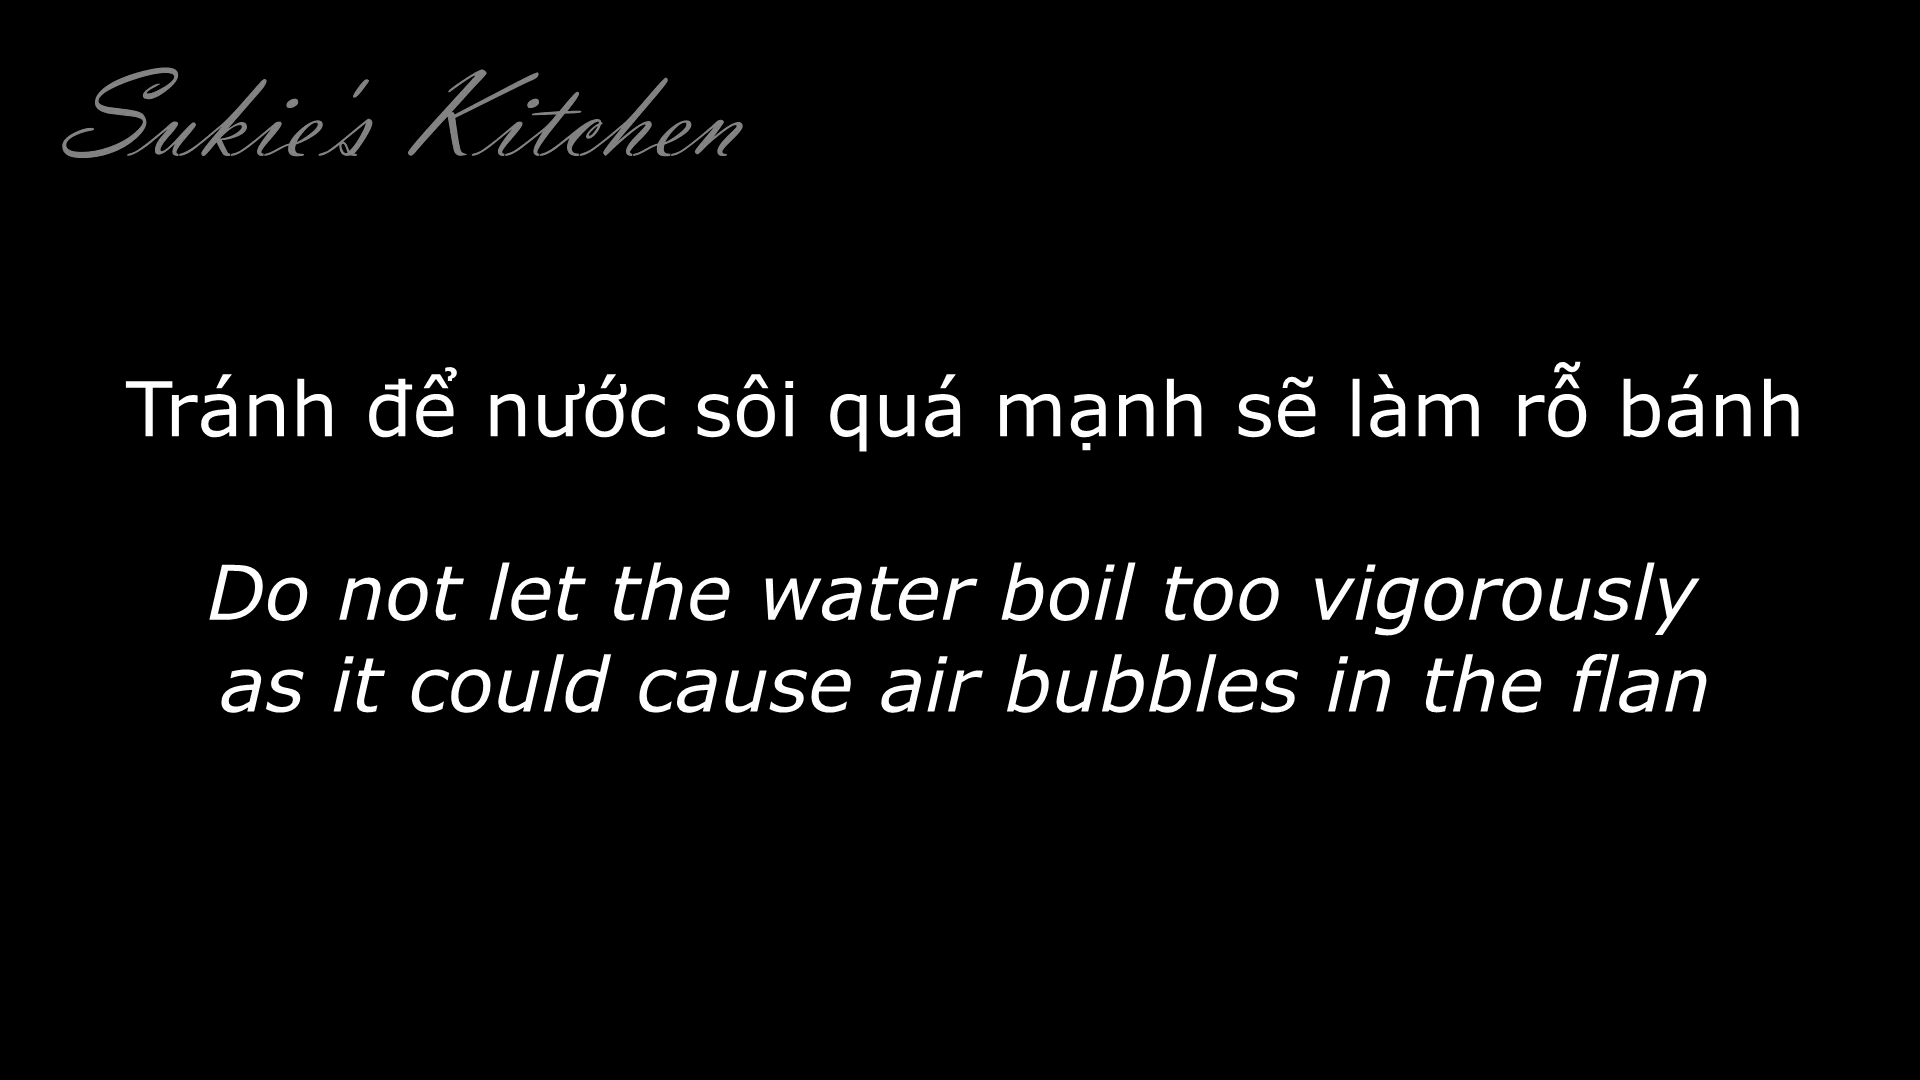 Sukie's Kitchen
Tránh để nước sôi quá mạnh sẽ làm rỗ bánh
Do not let the water boil too vigorously
as it could cause air bubbles in the flan